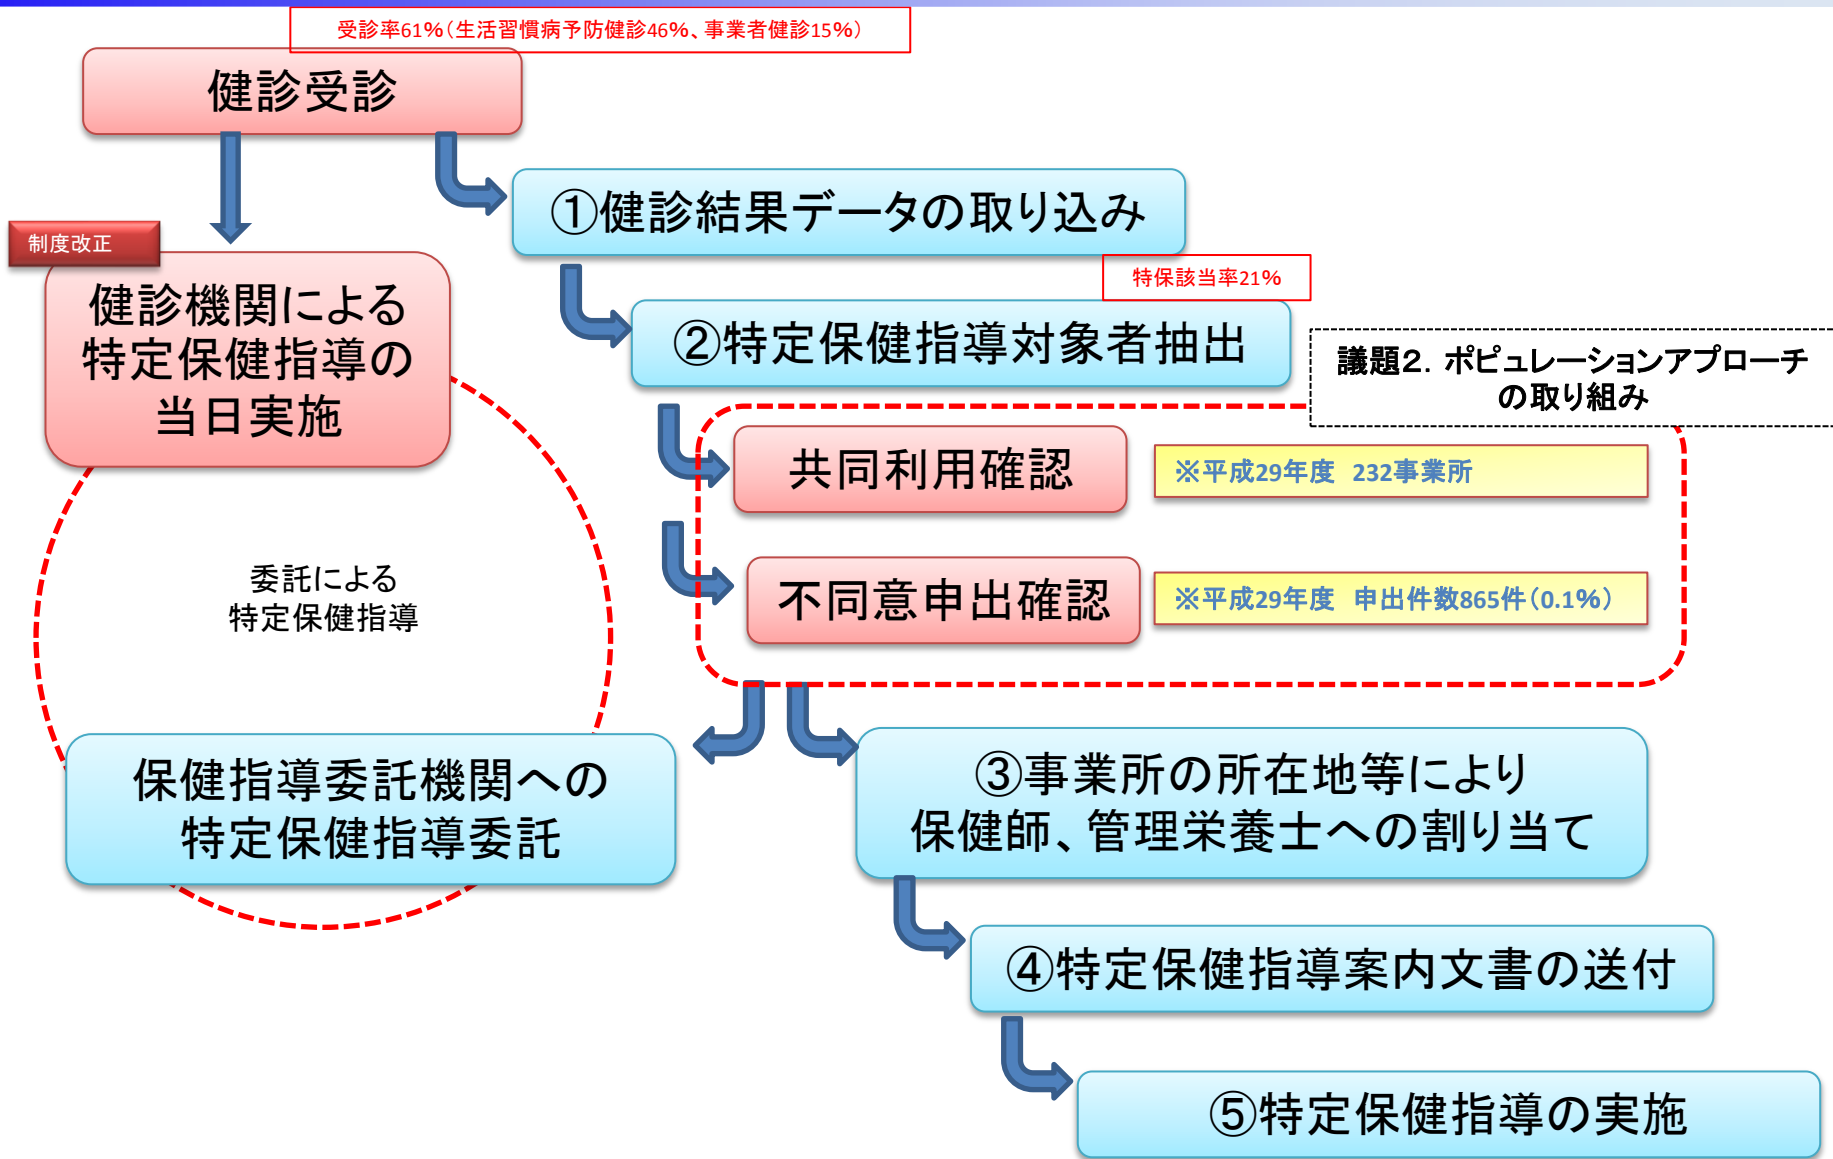 受診率61%(生活習慣病予防健診46%、事業者健診15%)
健診受診
①健診結果データの取り込み
制度改正
健診機関による
特定保健指導の
当日実施
特保該当率21%
②特定保健指導対象者抽出
議題2．ポピュレーションアプローチ
の取り組み
共同利用確認
※平成29年度　232事業所
不同意申出確認
※平成29年度　申出件数865件(0.1%)
委託による
特定保健指導
保健指導委託機関への
特定保健指導委託
③事業所の所在地等により
保健師、管理栄養士への割り当て
④特定保健指導案内文書の送付
⑤特定保健指導の実施